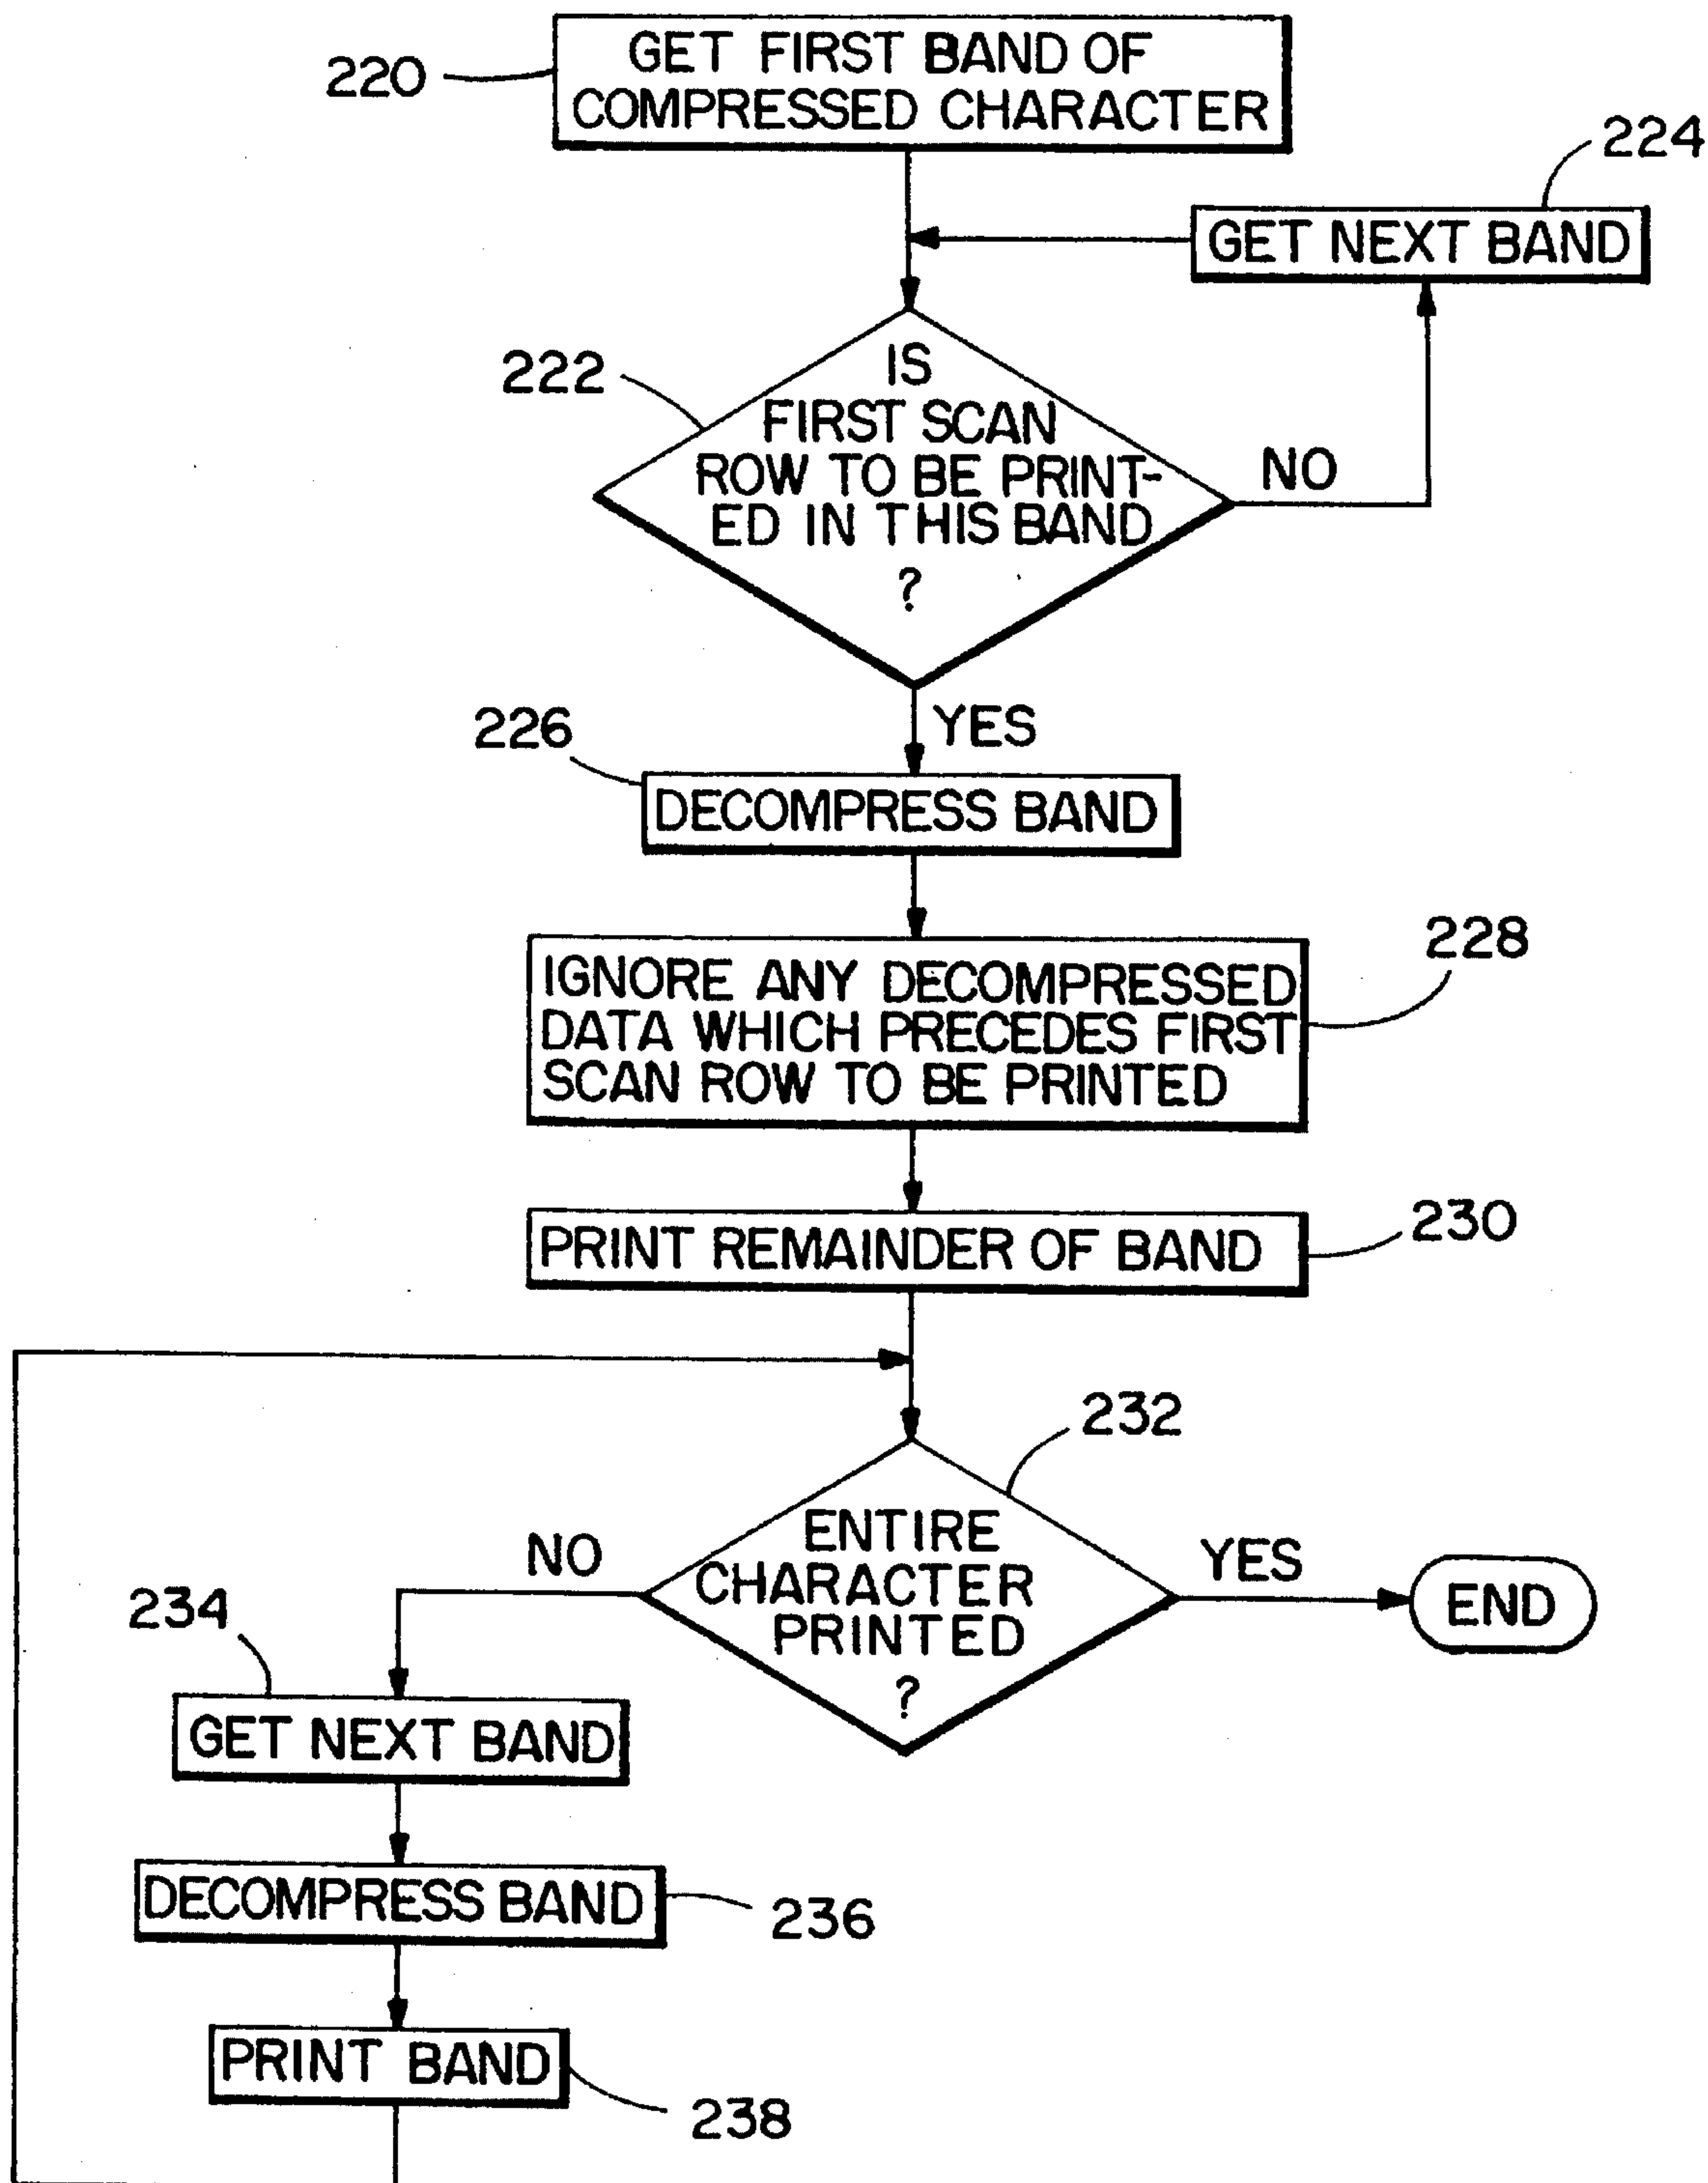 220
GET FIRST BAND OF
COMPRESSED CHARACTER
224
GET NEXT BAND
222
IS
FIRST SCAN
ROW TO BE PRINT-
ED IN THIS BAND
?
NO
YES
226
DECOMPRESS BAND
228
IGNORE ANY DECOMPRESSED
DATA WHICH PRECEDES FIRST
SCAN ROW TO BE PRINTED
230
PRINT REMAINDER OF BAND
232
ENTIRE
CHARACTER
PRINTED
?
NO
YES
END
234
GET NEXT BAND
DECOMPRESS BAND
236
PRINT BAND
238